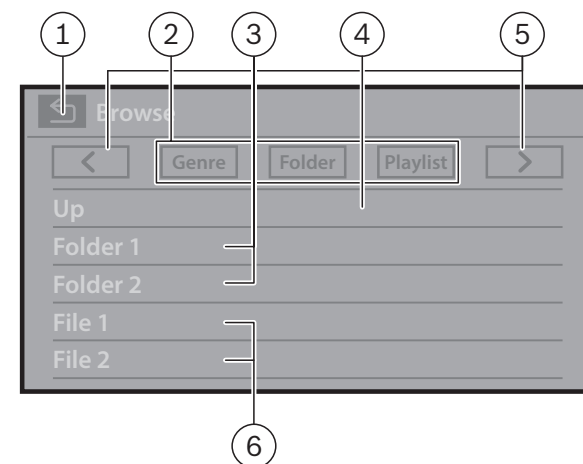 1 2 3 4 5
Browse
< Genre Folder Playlist >
Up
Folder 1
Folder 2
File 1
File 2
6